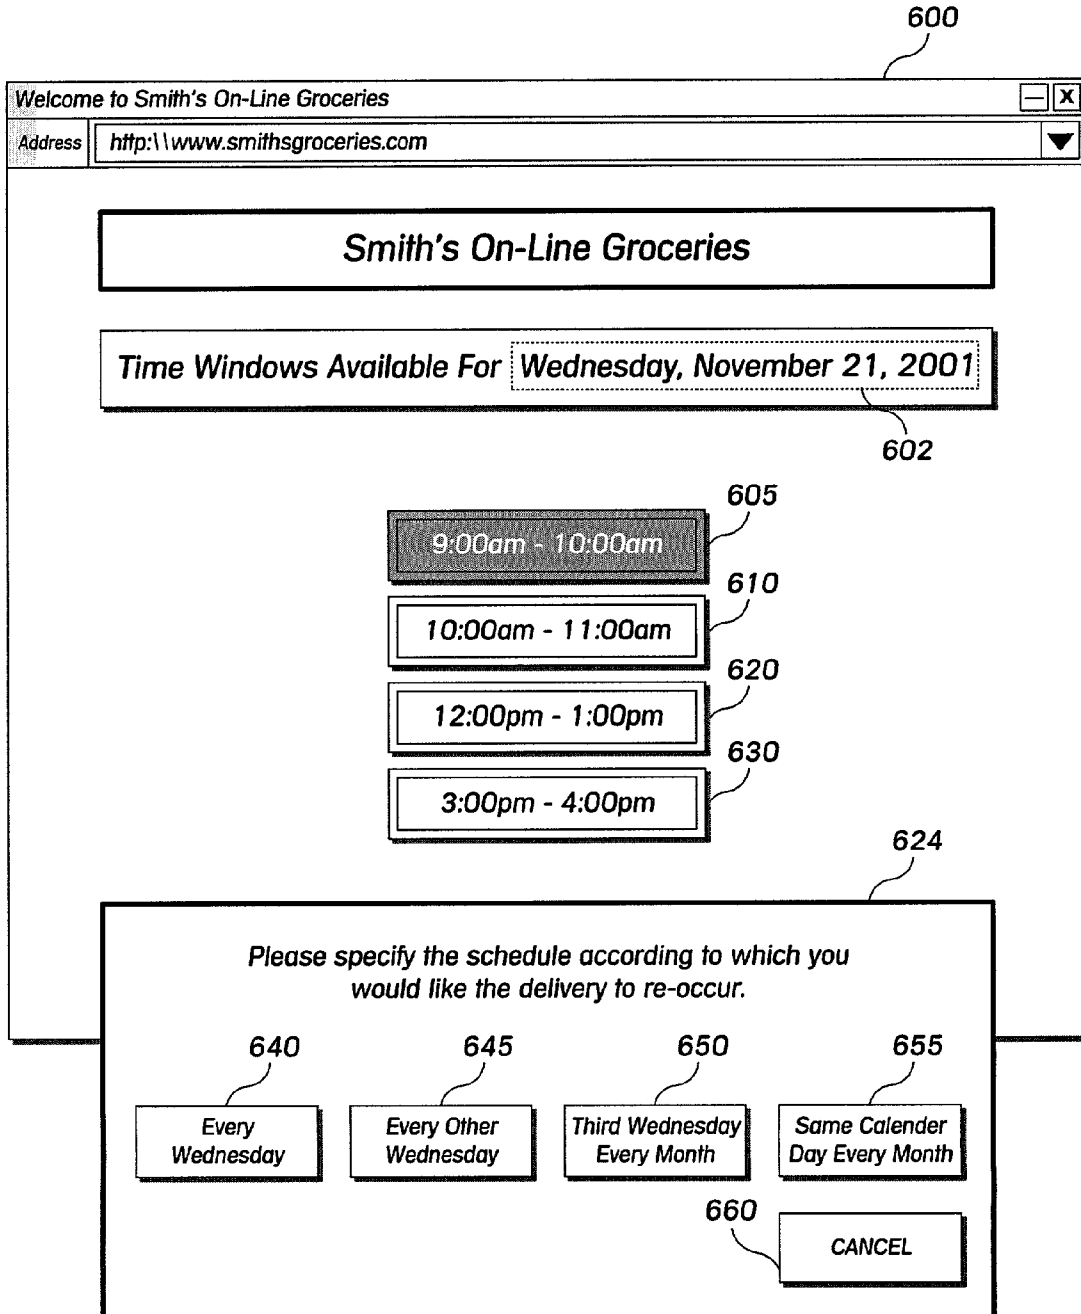 600
Welcome to Smith's On-Line Groceries
— X
Address http:\\www.smithsgroceries.com
Smith's On-Line Groceries
Time Windows Available For Wednesday, November 21, 2001
602
605
9:00am - 10:00am
610
10:00am - 11:00am
620
12:00pm - 1:00pm
630
3:00pm - 4:00pm
624
Please specify the schedule according to which you
would like the delivery to re-occur.
640 645 650 655
Every
Wednesday
Every Other
Wednesday
Third Wednesday
Every Month
Same Calender
Day Every Month
660
CANCEL